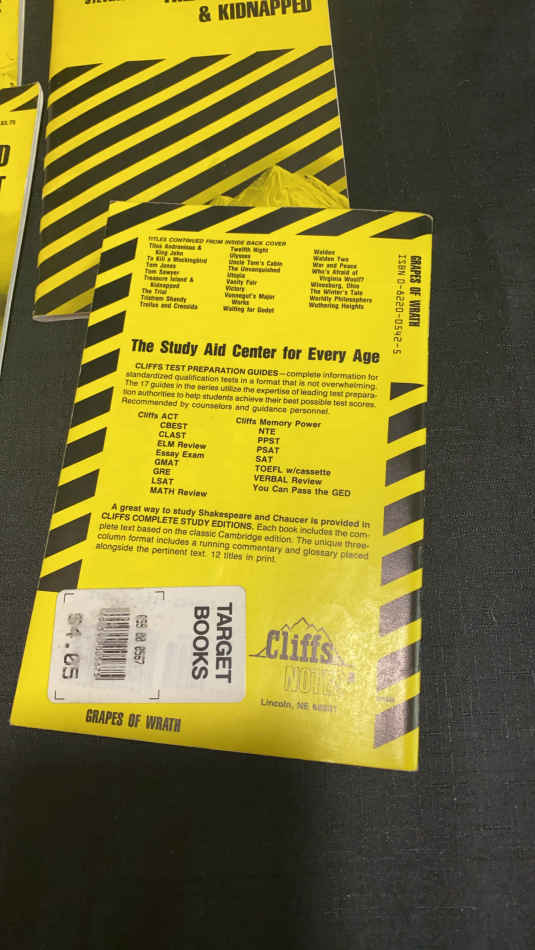 & KIDNAPPED
TITLES CONTINUED FROM INSIDE BACK COVER
Titus Andronicus &
King John
To Kill a Mockingbird
Tom Jones
Tom Sawyer
Treasure Island &
Kidnapped
The Trial
Tristram Shandy
Troilus and Cressida
Twelfth Night
Ulysses
Uncle Tom's Cabin
The Unvanquished
Utopia
Vanity Fair
Victory
Vonnegut's Major
Works
Waiting for Godot
Walden
Walden Two
War and Peace
Who's Afraid of
Virginia Woolf?
Winesburg, Ohio
The Winter's Tale
Worldly Philosophers
Wuthering Heights
GRAPES OF WRATH
ISBN 0-8220-0542-5
The Study Aid Center for Every Age
CLIFFS TEST PREPARATION GUIDES—complete information for
standardized qualification tests in a format that is not overwhelming.
The 17 guides in the series utilize the expertise of leading test prepara-
tion authorities to help students achieve their best possible test scores.
Recommended by counselors and guidance personnel.
Cliffs ACT
CBEST
CLAST
ELM Review
Essay Exam
GMAT
GRE
LSAT
MATH Review
Cliffs Memory Power
NTE
PPST
PSAT
SAT
TOEFL w/cassette
VERBAL Review
You Can Pass the GED
A great way to study Shakespeare and Chaucer is provided in
CLIFFS COMPLETE STUDY EDITIONS. Each book includes the com-
plete text based on the classic Cambridge edition. The unique three-
column format includes a running commentary and glossary placed
alongside the pertinent text. 12 titles in print.
TARGET
BOOKS
$4.05
Cliffs
NOTES
Lincoln, NE 68501
GRAPES OF WRATH